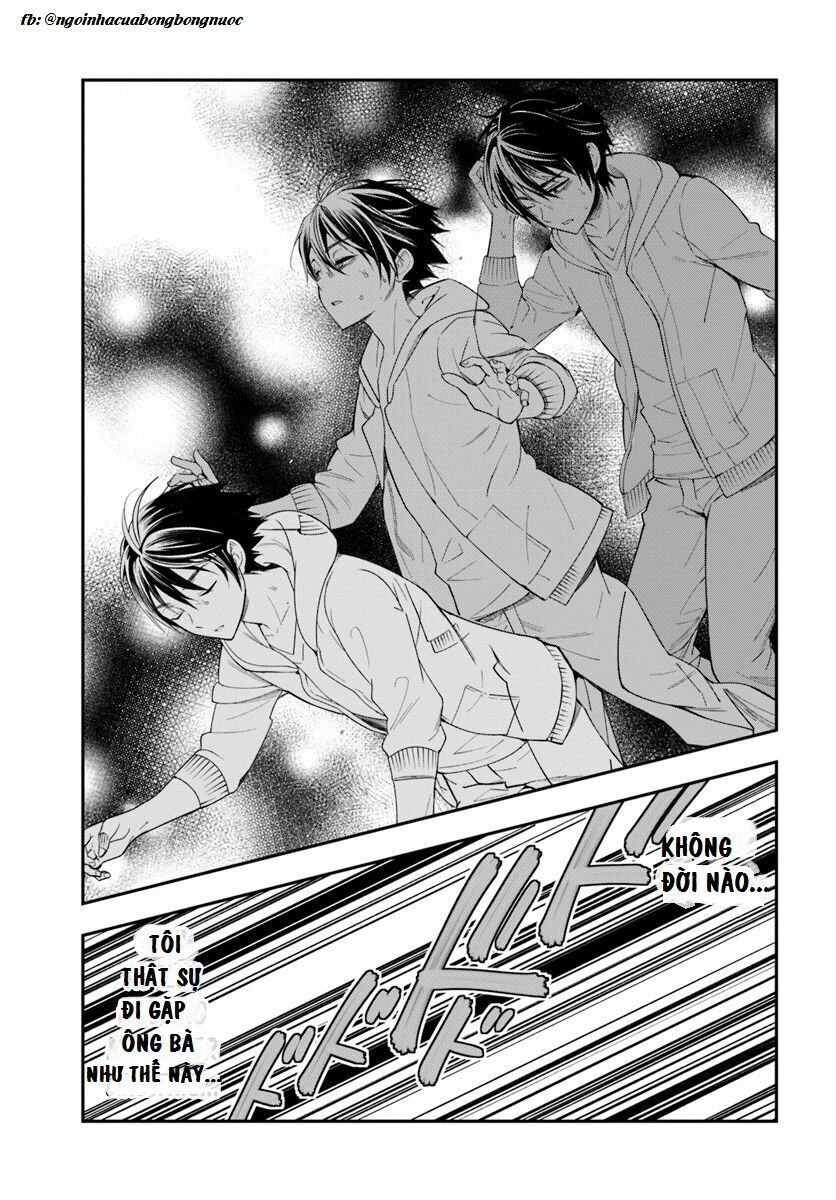 fb: @ngoinhacuabongbongnuoc
KHÔNG
ĐỜI NÀO...
ドドドドド
TÔI
THẬT SỰ
ĐI GẶP
ÔNG BÀ
NHƯ THẾ NÀY...